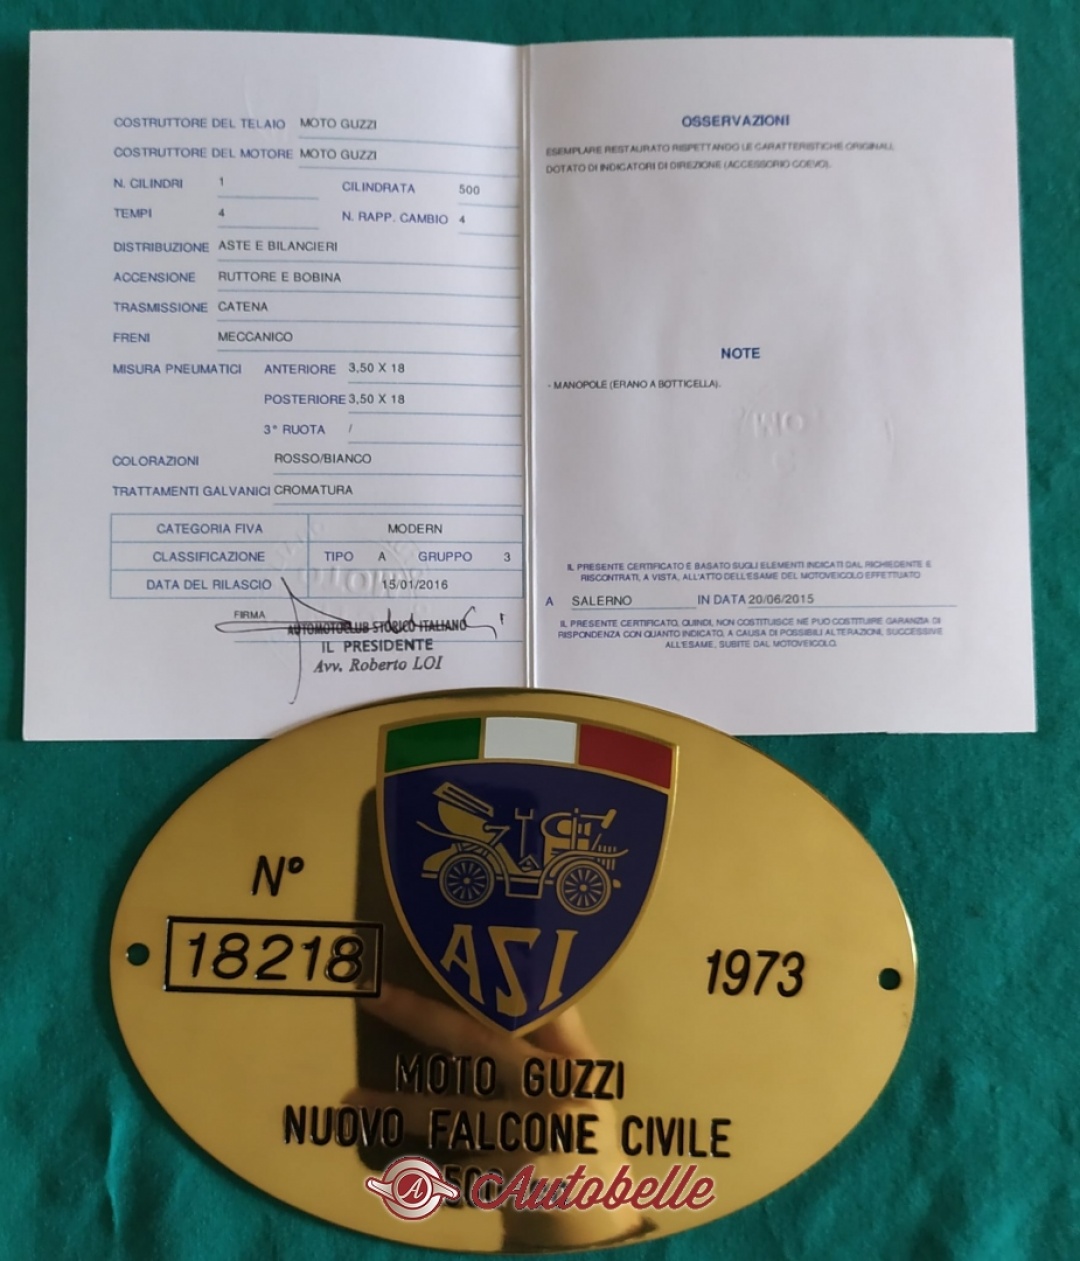 COSTRUTTORE DEL TELAIO MOTO GUZZI
COSTRUTTORE DEL MOTORE MOTO GUZZI
N. CILINDRI 1 CILINDRATA 500
TEMPI 4 N. RAPP. CAMBIO 4
DISTRIBUZIONE ASTE E BILANCIERI
ACCENSIONE RUTTORE E BOBINA
TRASMISSIONE CATENA
FRENI MECCANICO
MISURA PNEUMATICI ANTERIORE 3,50 X 18
POSTERIORE 3,50 X 18
3° RUOTA /
COLORAZIONI ROSSO/BIANCO
TRATTAMENTI GALVANICI CROMATURA
CATEGORIA FIVA MODERN
CLASSIFICAZIONE TIPO A GRUPPO 3
DATA DEL RILASCIO 15/01/2016
FIRMA
AUTOMOTOCLUB STORICO ITALIANO
IL PRESIDENTE
Avv. Roberto LOI
OSSERVAZIONI
ESEMPLARE RESTAURATO RISPETTANDO LE CARATTERISTICHE ORIGINALI,
DOTATO DI INDICATORI DI DIREZIONE (ACCESSORIO COEVO).
NOTE
- MANOPOLE (ERANO A BOTTICELLA).
IL PRESENTE CERTIFICATO È BASATO SUGLI ELEMENTI INDICATI DAL RICHIEDENTE E
RISCONTRATI, A VISTA, ALL'ATTO DELL'ESAME DEL MOTOVEICOLO EFFETTUATO
A SALERNO IN DATA 20/06/2015
IL PRESENTE CERTIFICATO, QUINDI, NON COSTITUISCE NÉ PUÒ COSTITUIRE GARANZIA DI
RISPONDENZA CON QUANTO INDICATO, A CAUSA DI POSSIBILI ALTERAZIONI, SUCCESSIVE
ALL'ESAME, SUBITE DAL MOTOVEICOLO.
N°
18218
ASI
1973
MOTO GUZZI
NUOVO FALCONE CIVILE
500
A Autobelle